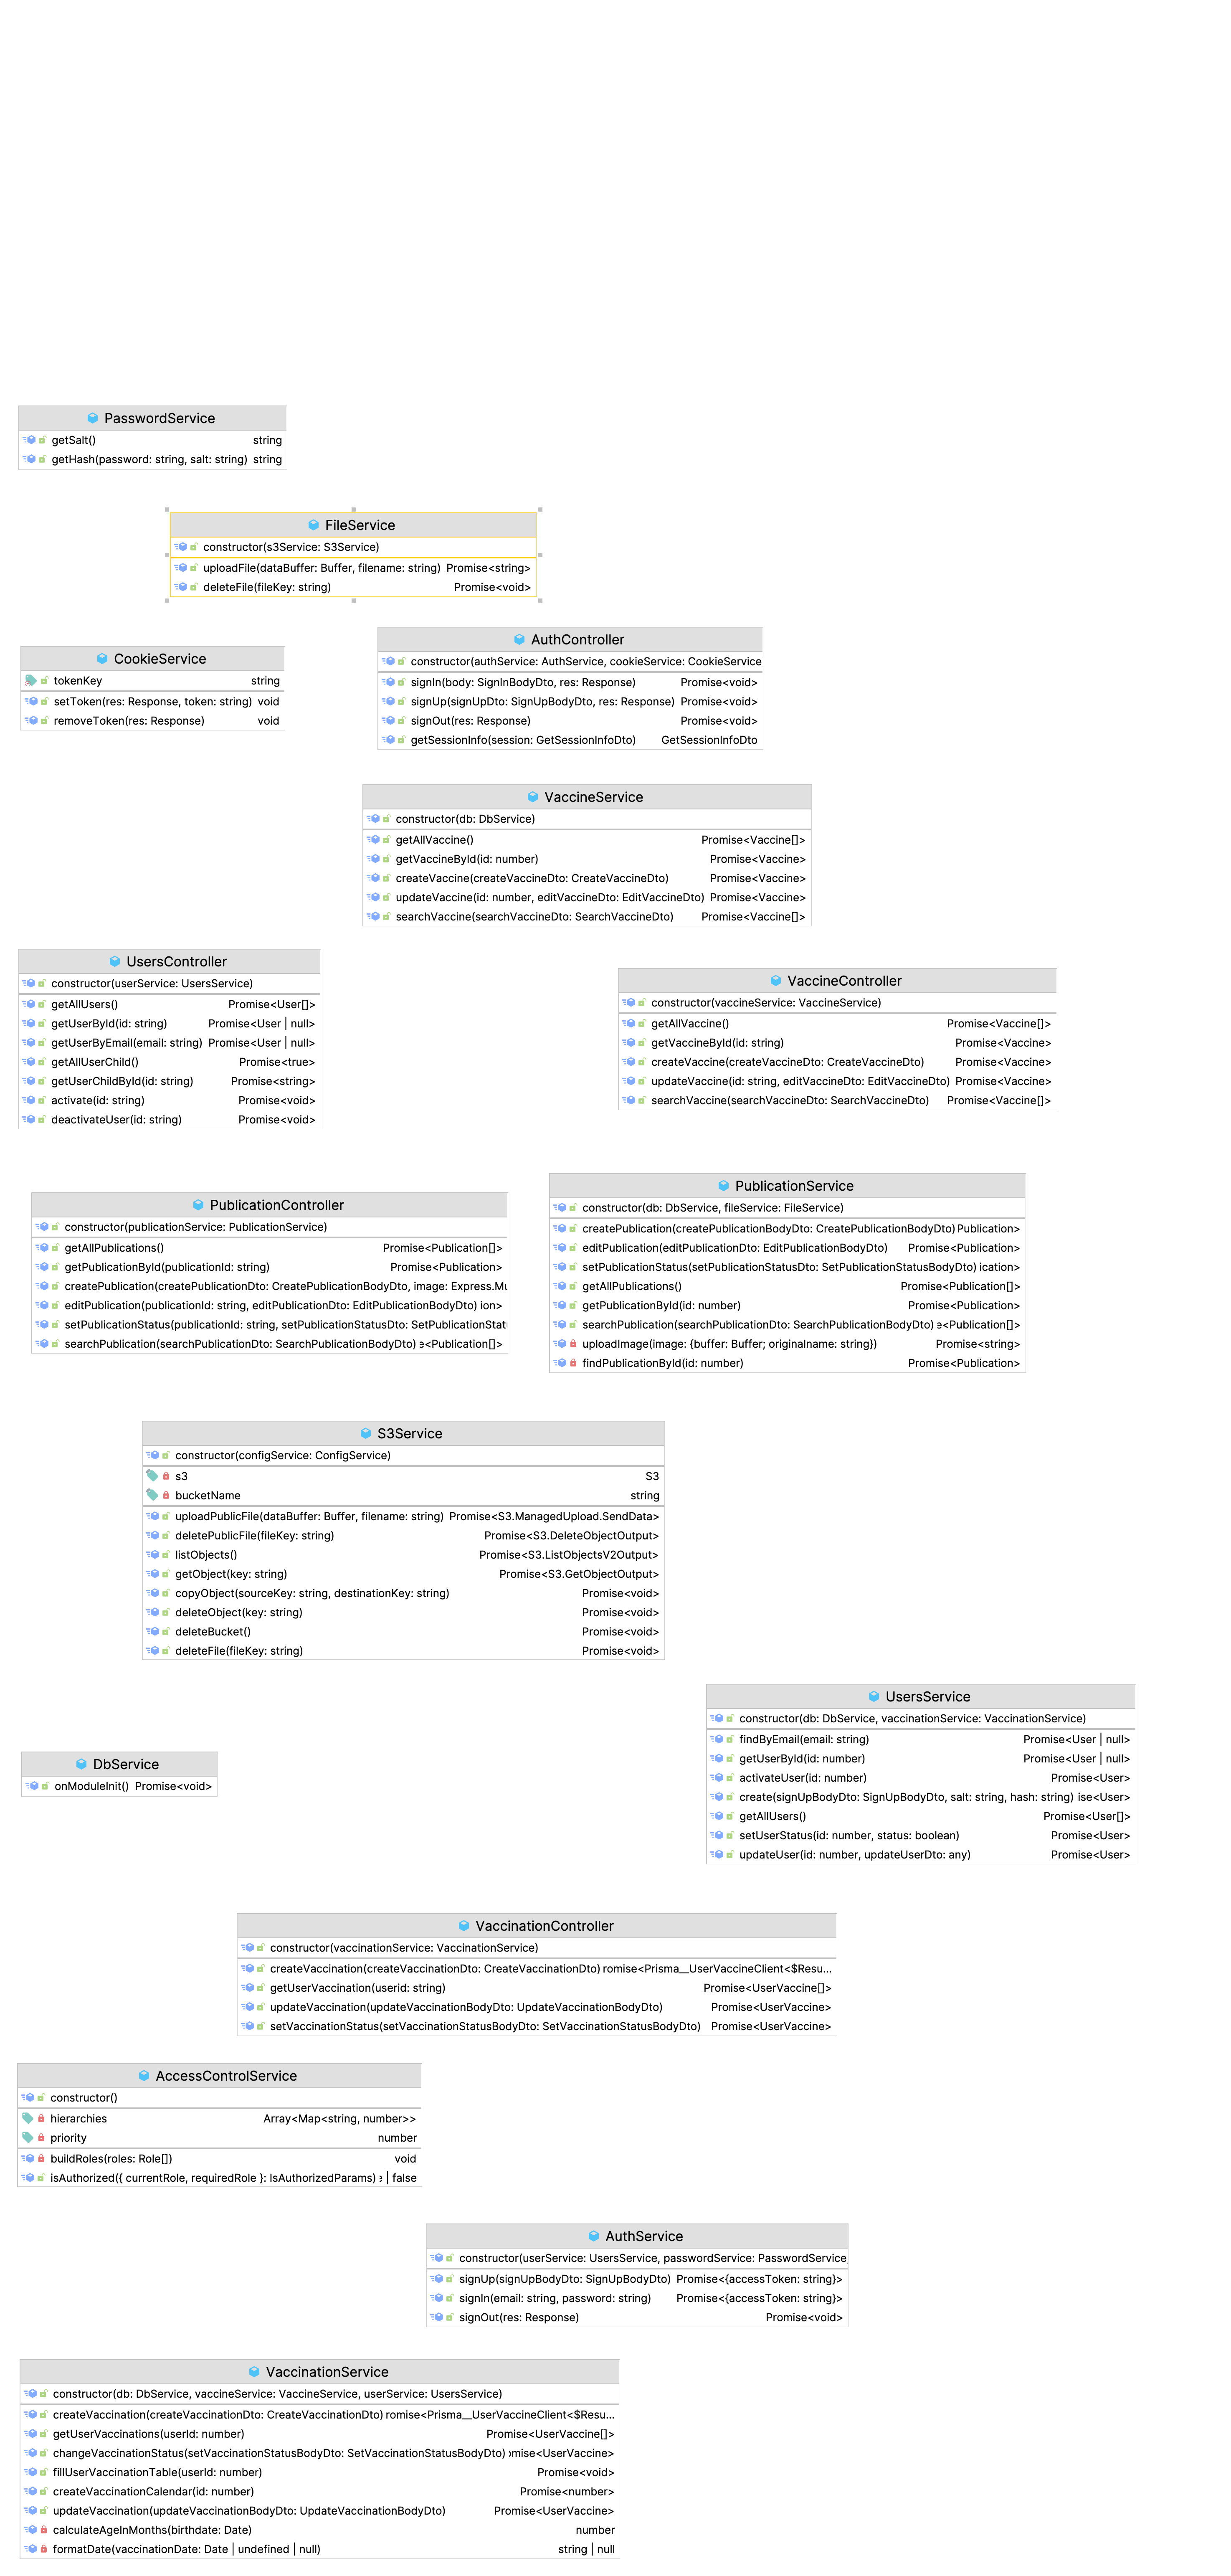 PasswordService
getSalt() string
getHash(password: string, salt: string) string
FileService
constructor(s3Service: S3Service)
uploadFile(dataBuffer: Buffer, filename: string) Promise<string>
deleteFile(fileKey: string) Promise<void>
AuthController
constructor(authService: AuthService, cookieService: CookieService
signIn(body: SignInBodyDto, res: Response) Promise<void>
signUp(signUpDto: SignUpBodyDto, res: Response) Promise<void>
signOut(res: Response) Promise<void>
getSessionInfo(session: GetSessionInfoDto) GetSessionInfoDto
CookieService
tokenKey string
setToken(res: Response, token: string) void
removeToken(res: Response) void
VaccineService
constructor(db: DbService)
getAllVaccine() Promise<Vaccine[]>
getVaccineById(id: number) Promise<Vaccine>
createVaccine(createVaccineDto: CreateVaccineDto) Promise<Vaccine>
updateVaccine(id: number, editVaccineDto: EditVaccineDto) Promise<Vaccine>
searchVaccine(searchVaccineDto: SearchVaccineDto) Promise<Vaccine[]>
UsersController
constructor(userService: UsersService)
getAllUsers() Promise<User[]>
getUserById(id: string) Promise<User | null>
getUserByEmail(email: string) Promise<User | null>
getAllUserChild() Promise<true>
getUserChildById(id: string) Promise<string>
activate(id: string) Promise<void>
deactivateUser(id: string) Promise<void>
VaccineController
constructor(vaccineService: VaccineService)
getAllVaccine() Promise<Vaccine[]>
getVaccineById(id: string) Promise<Vaccine>
createVaccine(createVaccineDto: CreateVaccineDto) Promise<Vaccine>
updateVaccine(id: string, editVaccineDto: EditVaccineDto) Promise<Vaccine>
searchVaccine(searchVaccineDto: SearchVaccineDto) Promise<Vaccine[]>
PublicationController
constructor(publicationService: PublicationService)
getAllPublications() Promise<Publication[]>
getPublicationById(publicationId: string) Promise<Publication>
createPublication(createPublicationDto: CreatePublicationBodyDto, image: Express.Mu
editPublication(publicationId: string, editPublicationDto: EditPublicationBodyDto) ion>
setPublicationStatus(publicationId: string, setPublicationStatusDto: SetPublicationStat
searchPublication(searchPublicationDto: SearchPublicationBodyDto) e<Publication[]>
PublicationService
constructor(db: DbService, fileService: FileService)
createPublication(createPublicationBodyDto: CreatePublicationBodyDto) Publication>
editPublication(editPublicationDto: EditPublicationBodyDto) Promise<Publication>
setPublicationStatus(setPublicationStatusDto: SetPublicationStatusBodyDto) ication>
getAllPublications() Promise<Publication[]>
getPublicationById(id: number) Promise<Publication>
searchPublication(searchPublicationDto: SearchPublicationBodyDto) e<Publication[]>
uploadImage(image: {buffer: Buffer; originalname: string}) Promise<string>
findPublicationById(id: number) Promise<Publication>
S3Service
constructor(configService: ConfigService)
s3 S3
bucketName string
uploadPublicFile(dataBuffer: Buffer, filename: string) Promise<S3.ManagedUpload.SendData>
deletePublicFile(fileKey: string) Promise<S3.DeleteObjectOutput>
listObjects() Promise<S3.ListObjectsV2Output>
getObject(key: string) Promise<S3.GetObjectOutput>
copyObject(sourceKey: string, destinationKey: string) Promise<void>
deleteObject(key: string) Promise<void>
deleteBucket() Promise<void>
deleteFile(fileKey: string) Promise<void>
UsersService
constructor(db: DbService, vaccinationService: VaccinationService)
findByEmail(email: string) Promise<User | null>
getUserById(id: number) Promise<User | null>
activateUser(id: number) Promise<User>
create(signUpBodyDto: SignUpBodyDto, salt: string, hash: string) ise<User>
getAllUsers() Promise<User[]>
setUserStatus(id: number, status: boolean) Promise<User>
updateUser(id: number, updateUserDto: any) Promise<User>
DbService
onModuleInit() Promise<void>
VaccinationController
constructor(vaccinationService: VaccinationService)
createVaccination(createVaccinationDto: CreateVaccinationDto) romise<Prisma__UserVaccineClient<$Resu...
getUserVaccination(userid: string) Promise<UserVaccine[]>
updateVaccination(updateVaccinationBodyDto: UpdateVaccinationBodyDto) Promise<UserVaccine>
setVaccinationStatus(setVaccinationStatusBodyDto: SetVaccinationStatusBodyDto) Promise<UserVaccine>
AccessControlService
constructor()
hierarchies Array<Map<string, number>>
priority number
buildRoles(roles: Role[]) void
isAuthorized({ currentRole, requiredRole }: IsAuthorizedParams) e | false
AuthService
constructor(userService: UsersService, passwordService: PasswordService
signUp(signUpBodyDto: SignUpBodyDto) Promise<{accessToken: string}>
signIn(email: string, password: string) Promise<{accessToken: string}>
signOut(res: Response) Promise<void>
VaccinationService
constructor(db: DbService, vaccineService: VaccineService, userService: UsersService)
createVaccination(createVaccinationDto: CreateVaccinationDto) romise<Prisma__UserVaccineClient<$Resu...
getUserVaccinations(userId: number) Promise<UserVaccine[]>
changeVaccinationStatus(setVaccinationStatusBodyDto: SetVaccinationStatusBodyDto) omise<UserVaccine>
fillUserVaccinationTable(userId: number) Promise<void>
createVaccinationCalendar(id: number) Promise<number>
updateVaccination(updateVaccinationBodyDto: UpdateVaccinationBodyDto) Promise<UserVaccine>
calculateAgeInMonths(birthdate: Date) number
formatDate(vaccinationDate: Date | undefined | null) string | null